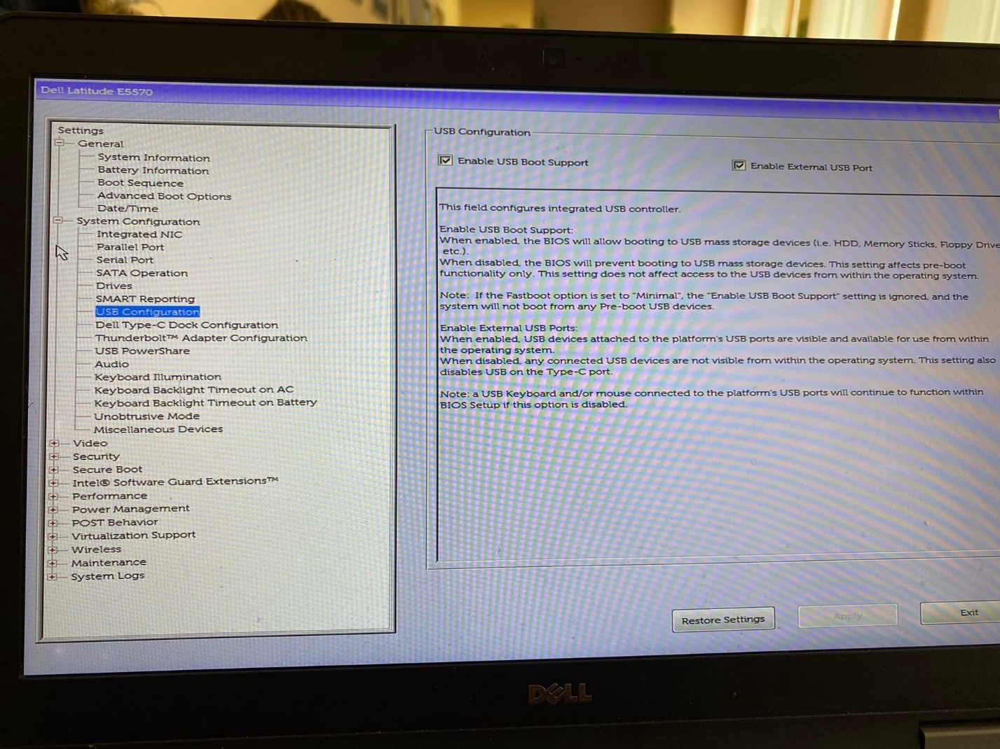 Dell Latitude E5570
Settings
General
System Information
Battery Information
Boot Sequence
Advanced Boot Options
Date/Time
System Configuration
Integrated NIC
Parallel Port
Serial Port
SATA Operation
Drives
SMART Reporting
USB Configuration
Dell Type-C Dock Configuration
Thunderbolt™ Adapter Configuration
USB PowerShare
Audio
Keyboard Illumination
Keyboard Backlight Timeout on AC
Keyboard Backlight Timeout on Battery
Unobtrusive Mode
Miscellaneous Devices
Video
Security
Secure Boot
Intel® Software Guard Extensions™
Performance
Power Management
POST Behavior
Virtualization Support
Wireless
Maintenance
System Logs
USB Configuration
Enable USB Boot Support
Enable External USB Port
This field configures integrated USB controller.
Enable USB Boot Support:
When enabled, the BIOS will allow booting to USB mass storage devices (i.e. HDD, Memory Sticks, Floppy Drive
etc.).
When disabled, the BIOS will prevent booting to USB mass storage devices. This setting affects pre-boot
functionality only. This setting does not affect access to the USB devices from within the operating system.
Note: If the Fastboot option is set to "Minimal", the "Enable USB Boot Support" setting is ignored, and the
system will not boot from any Pre-boot USB devices.
Enable External USB Ports:
When enabled, USB devices attached to the platform's USB ports are visible and available for use from within
the operating system.
When disabled, any connected USB devices are not visible from within the operating system. This setting also
disables USB on the Type-C port.
Note: a USB Keyboard and/or mouse connected to the platform's USB ports will continue to function within
BIOS Setup if this option is disabled.
Restore Settings
Apply
Exit
DELL